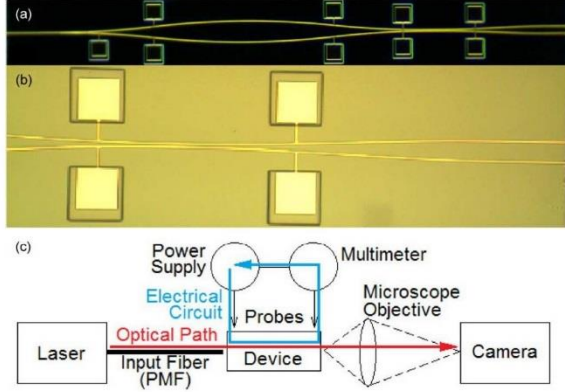 (a)
(b)
(c)
Power
Supply
Multimeter
Electrical
Circuit
Probes
Microscope
Objective
Optical Path
Laser
Input Fiber
(PMF)
Device
Camera